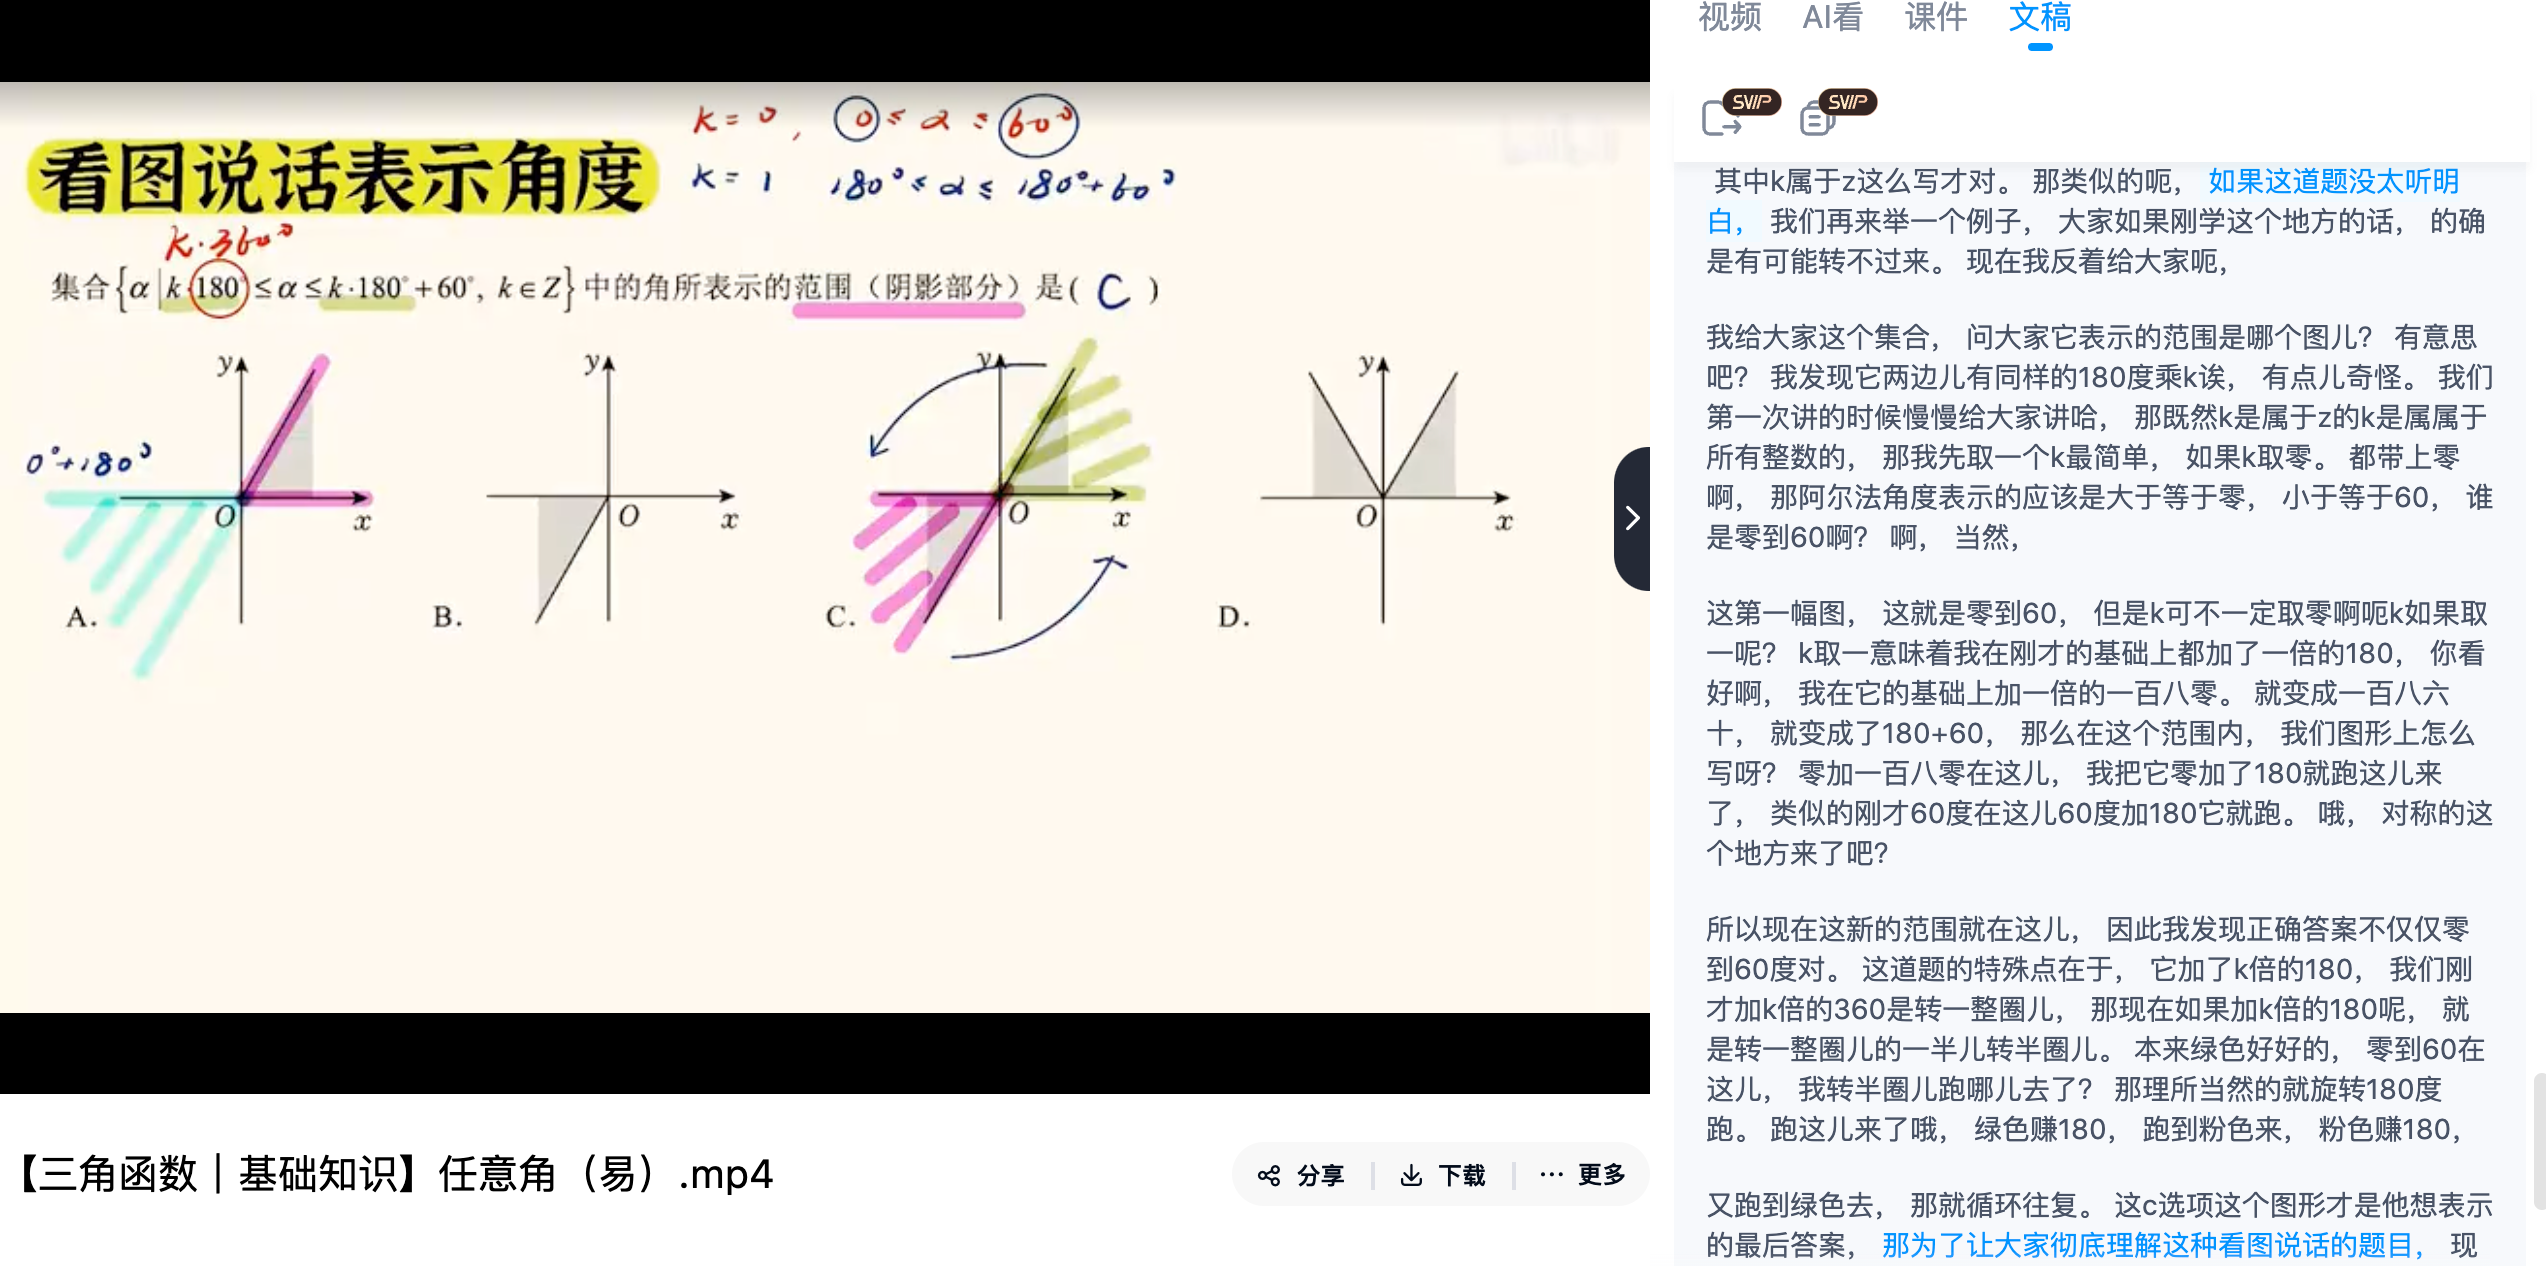 视频 AI看 课件 文稿
SVIP SVIP
k = 0, 0 ≤ α ≤ 60°
看图说话表示角度
k = 1 180° ≤ α ≤ 180°+60°
k·360°
集合{α|k·180°≤α≤k·180°+60°, k∈Z}中的角所表示的范围（阴影部分）是( C )
y y y y
0°+180°
O x O x O x O x
A. B. C. D.
【三角函数｜基础知识】任意角（易）.mp4
分享 下载 更多
其中k属于z这么写才对。 那类似的呃， 如果这道题没太听明
白， 我们再来举一个例子， 大家如果刚学这个地方的话， 的确
是有可能转不过来。 现在我反着给大家呃，
我给大家这个集合， 问大家它表示的范围是哪个图儿？ 有意思
吧？ 我发现它两边儿有同样的180度乘k诶， 有点儿奇怪。 我们
第一次讲的时候慢慢给大家讲哈， 那既然k是属于z的k是属属于
所有整数的， 那我先取一个k最简单， 如果k取零。 都带上零
啊， 那阿尔法角度表示的应该是大于等于零， 小于等于60， 谁
是零到60啊？ 啊， 当然，
这第一幅图， 这就是零到60， 但是k可不一定取零啊呃k如果取
一呢？ k取一意味着我在刚才的基础上都加了一倍的180， 你看
好啊， 我在它的基础上加一倍的一百八零。 就变成一百八六
十， 就变成了180+60， 那么在这个范围内， 我们图形上怎么
写呀？ 零加一百八零在这儿， 我把它零加了180就跑这儿来
了， 类似的刚才60度在这儿60度加180它就跑。 哦， 对称的这
个地方来了吧？
所以现在这新的范围就在这儿， 因此我发现正确答案不仅仅零
到60度对。 这道题的特殊点在于， 它加了k倍的180， 我们刚
才加k倍的360是转一整圈儿， 那现在如果加k倍的180呢， 就
是转一整圈儿的一半儿转半圈儿。 本来绿色好好的， 零到60在
这儿， 我转半圈儿跑哪儿去了？ 那理所当然的就旋转180度
跑。 跑这儿来了哦， 绿色赚180， 跑到粉色来， 粉色赚180，
又跑到绿色去， 那就循环往复。 这c选项这个图形才是他想表示
的最后答案， 那为了让大家彻底理解这种看图说话的题目， 现